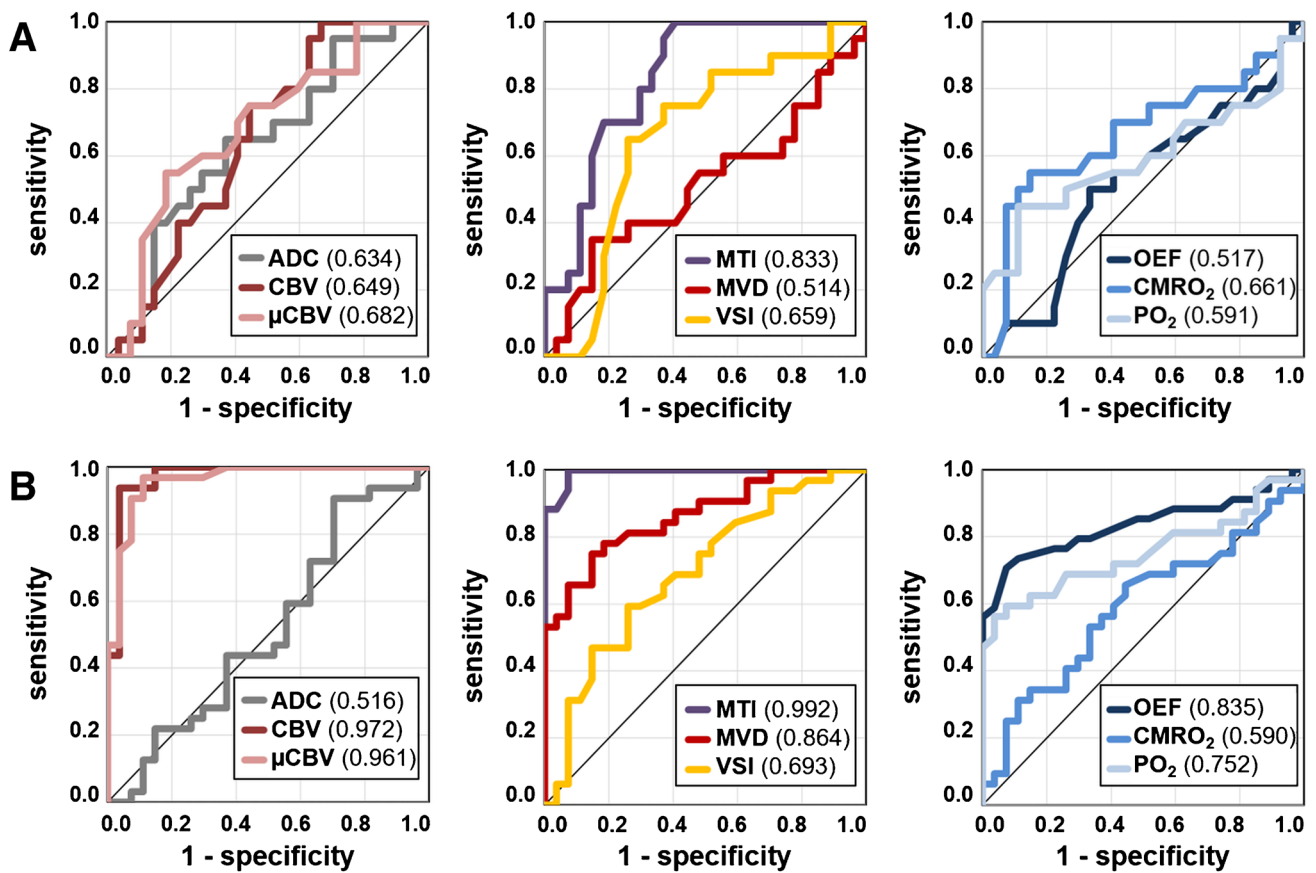 A
sensitivity
1.0
0.8
0.6
0.4
0.2
0.0
ADC (0.634)
CBV (0.649)
µCBV (0.682)
0.0 0.2 0.4 0.6 0.8 1.0
1 - specificity
sensitivity
1.0
0.8
0.6
0.4
0.2
0.0
MTI (0.833)
MVD (0.514)
VSI (0.659)
0.0 0.2 0.4 0.6 0.8 1.0
1 - specificity
sensitivity
1.0
0.8
0.6
0.4
0.2
0.0
OEF (0.517)
CMRO₂ (0.661)
PO₂ (0.591)
0.0 0.2 0.4 0.6 0.8 1.0
1 - specificity
B
sensitivity
1.0
0.8
0.6
0.4
0.2
0.0
ADC (0.516)
CBV (0.972)
µCBV (0.961)
0.0 0.2 0.4 0.6 0.8 1.0
1 - specificity
sensitivity
1.0
0.8
0.6
0.4
0.2
0.0
MTI (0.992)
MVD (0.864)
VSI (0.693)
0.0 0.2 0.4 0.6 0.8 1.0
1 - specificity
sensitivity
1.0
0.8
0.6
0.4
0.2
0.0
OEF (0.835)
CMRO₂ (0.590)
PO₂ (0.752)
0.0 0.2 0.4 0.6 0.8 1.0
1 - specificity